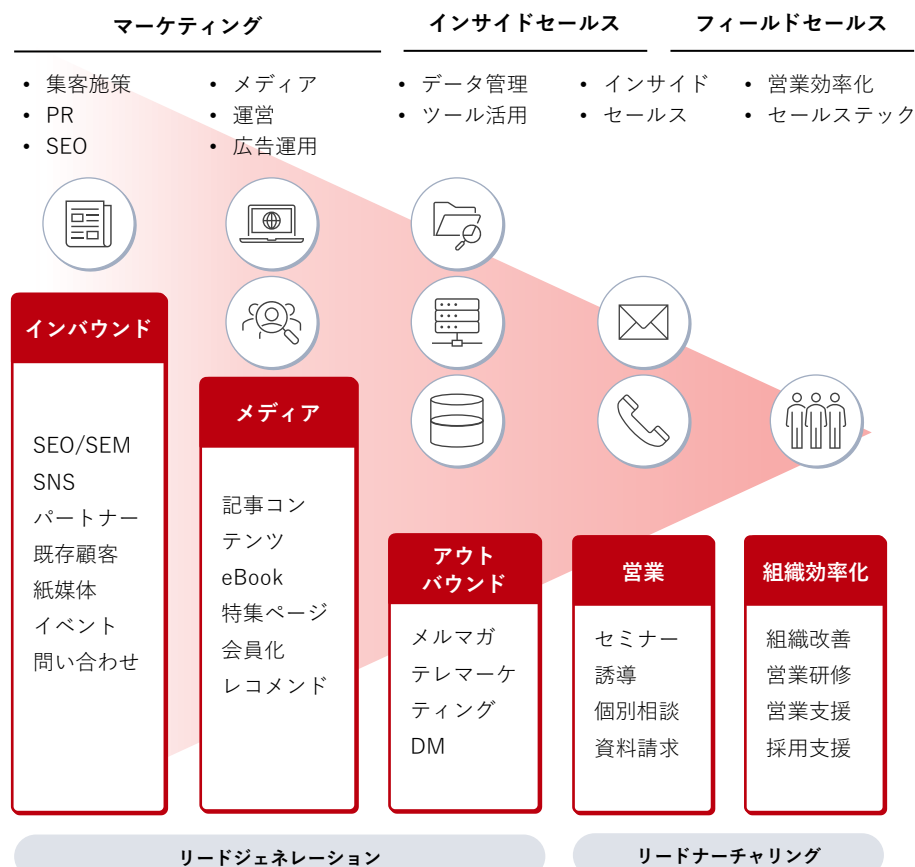 マーケティング
インサイドセールス
フィールドセールス
• 集客施策
• PR
• SEO
• メディア
• 運営
• 広告運用
• データ管理
• ツール活用
• インサイド
• セールス
• 営業効率化
• セールステック
インバウンド
SEO/SEM
SNS
パートナー
既存顧客
紙媒体
イベント
問い合わせ
メディア
記事コン
テンツ
eBook
特集ページ
会員化
レコメンド
アウト
バウンド
メルマガ
テレマーケ
ティング
DM
営業
セミナー
誘導
個別相談
資料請求
組織効率化
組織改善
営業研修
営業支援
採用支援
リードジェネレーション
リードナーチャリング